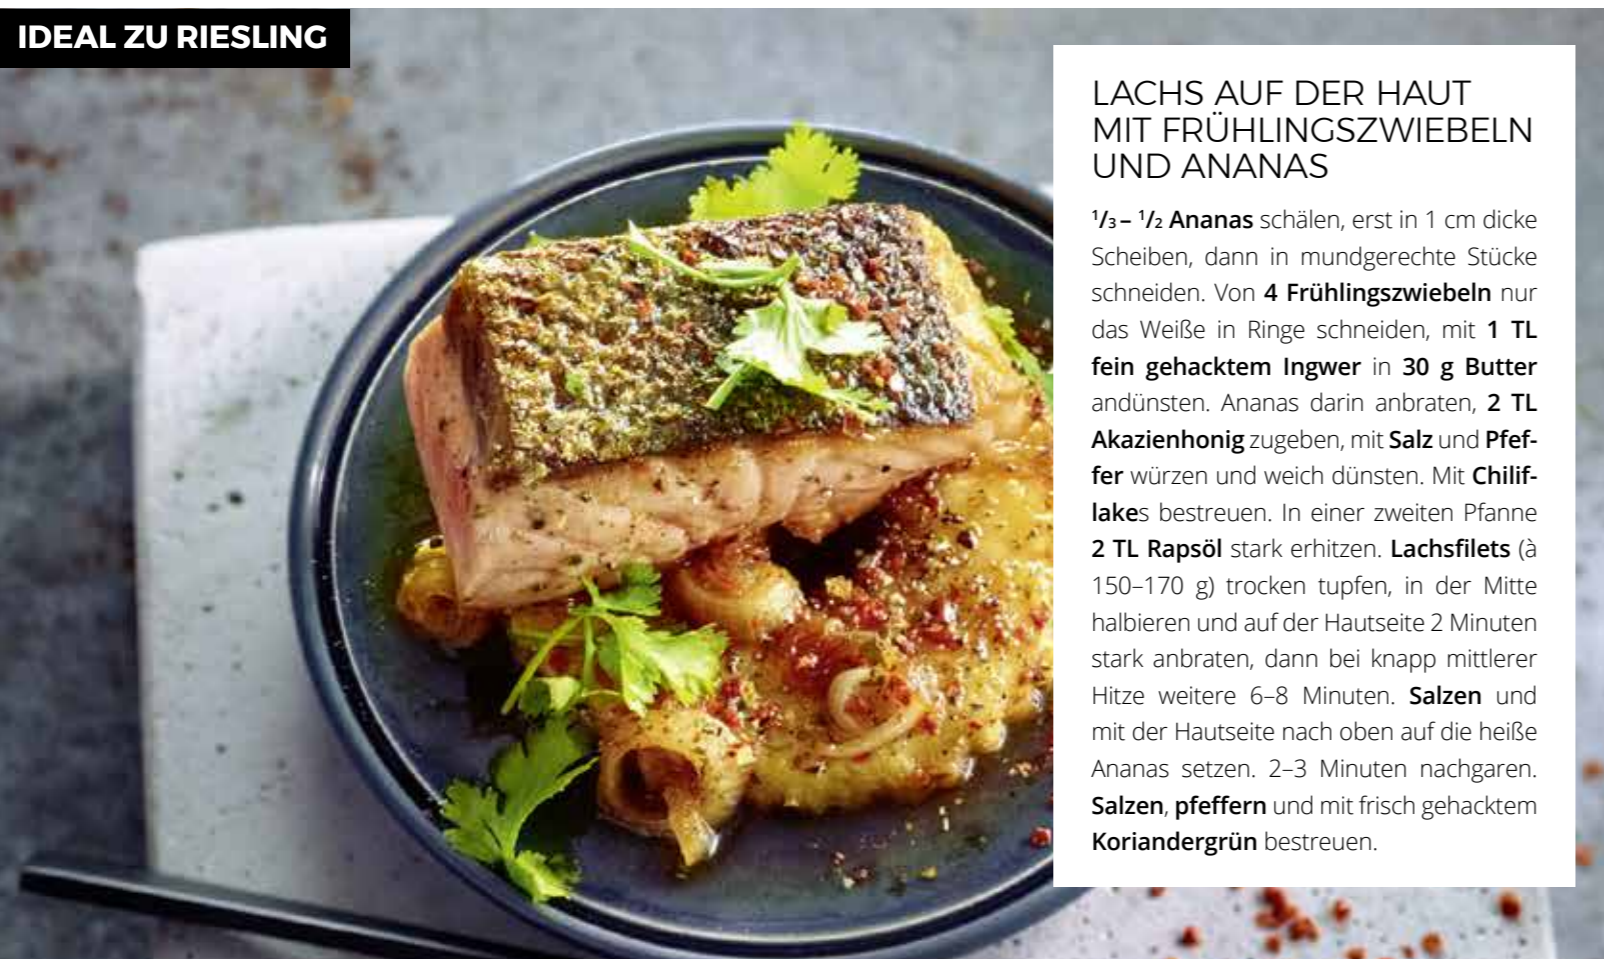 IDEAL ZU RIESLING
LACHS AUF DER HAUT
MIT FRÜHLINGSZWIEBELN
UND ANANAS
1/3 – 1/2 Ananas schälen, erst in 1 cm dicke
Scheiben, dann in mundgerechte Stücke
schneiden. Von 4 Frühlingszwiebeln nur
das Weiße in Ringe schneiden, mit 1 TL
fein gehacktem Ingwer in 30 g Butter
andünsten. Ananas darin anbraten, 2 TL
Akazienhonig zugeben, mit Salz und Pfef-
fer würzen und weich dünsten. Mit Chilif-
lakes bestreuen. In einer zweiten Pfanne
2 TL Rapsöl stark erhitzen. Lachsfilets (à
150–170 g) trocken tupfen, in der Mitte
halbieren und auf der Hautseite 2 Minuten
stark anbraten, dann bei knapp mittlerer
Hitze weitere 6–8 Minuten. Salzen und
mit der Hautseite nach oben auf die heiße
Ananas setzen. 2–3 Minuten nachgaren.
Salzen, pfeffern und mit frisch gehacktem
Koriandergrün bestreuen.